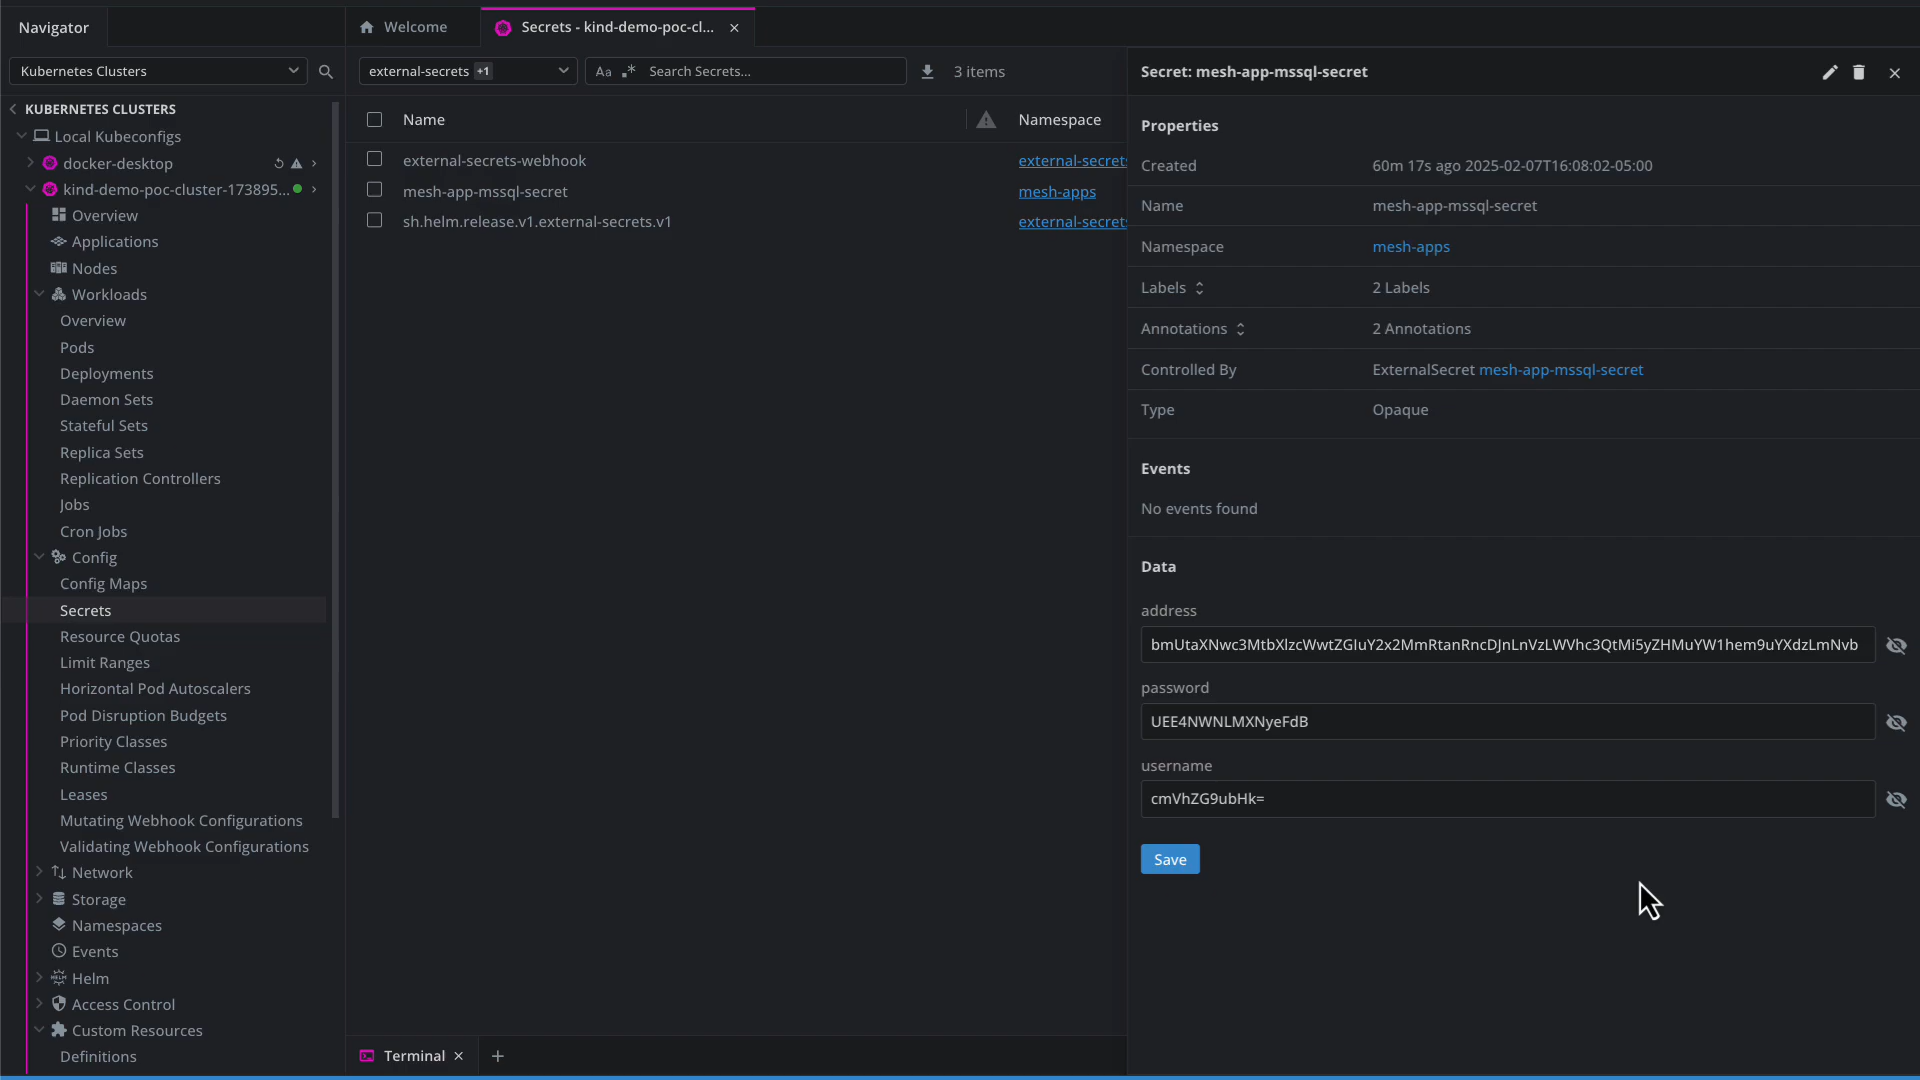 Navigator
Welcome
Secrets - kind-demo-poc-cl...
Kubernetes Clusters
external-secrets +1
Aa .* Search Secrets...
3 items
Secret: mesh-app-mssql-secret
KUBERNETES CLUSTERS
Local Kubeconfigs
docker-desktop
kind-demo-poc-cluster-173895...
Overview
Applications
Nodes
Workloads
Overview
Pods
Deployments
Daemon Sets
Stateful Sets
Replica Sets
Replication Controllers
Jobs
Cron Jobs
Config
Config Maps
Secrets
Resource Quotas
Limit Ranges
Horizontal Pod Autoscalers
Pod Disruption Budgets
Priority Classes
Runtime Classes
Leases
Mutating Webhook Configurations
Validating Webhook Configurations
Network
Storage
Namespaces
Events
Helm
Access Control
Custom Resources
Definitions
Name Namespace
external-secrets-webhook external-secrets
mesh-app-mssql-secret mesh-apps
sh.helm.release.v1.external-secrets.v1 external-secrets
Terminal
Properties
Created 60m 17s ago 2025-02-07T16:08:02-05:00
Name mesh-app-mssql-secret
Namespace mesh-apps
Labels 2 Labels
Annotations 2 Annotations
Controlled By ExternalSecret mesh-app-mssql-secret
Type Opaque
Events
No events found
Data
address
bmUtaXNwc3MtbXlzcWwtZGIuY2x2MmRtanRncDJnLnVzLWVhc3QtMi5yZHMuYW1hem9uYXdzLmNvb
password
UEE4NWNLMXNyeFdB
username
cmVhZG9ubHk=
Save